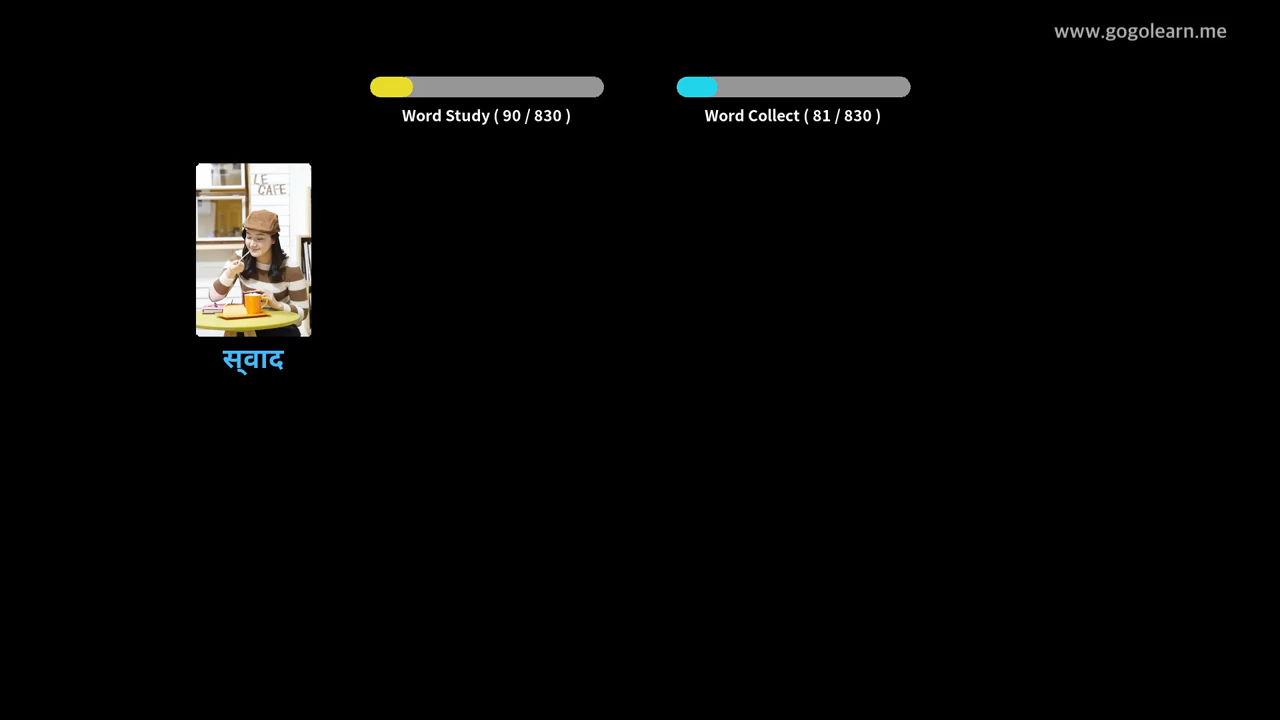 www.gogolearn.me
Word Study ( 90 / 830 )
Word Collect ( 81 / 830 )
LE
CAFE
स्‌वाद